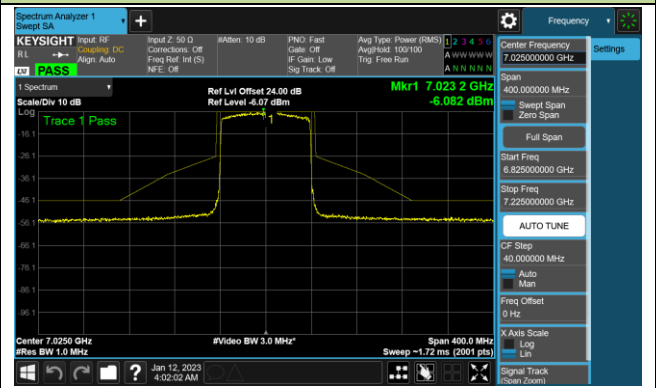 Spectrum Analyzer 1
Swept SA
Frequency
KEYSIGHT
RL
LXI
PASS
Input: RF
Coupling: DC
Align: Auto
Input Z: 50 Ω
Corrections: Off
Freq Ref: Int (S)
NFE: Off
#Atten: 10 dB
PNO: Fast
Gate: Off
IF Gain: Low
Sig Track: Off
Avg Type: Power (RMS)
Avg|Hold: 100/100
Trig: Free Run
1 2 3 4 5 6
A W W W W W
A N N N N N
1 Spectrum
Scale/Div 10 dB
Ref Lvl Offset 24.00 dB
Ref Level -6.07 dBm
Mkr1 7.023 2 GHz
-6.082 dBm
Log
Trace 1 Pass
1
-16.1
-26.1
-36.1
-46.1
-56.1
-66.1
-76.1
-86.1
-96.1
Center 7.0250 GHz
#Video BW 3.0 MHz*
Span 400.0 MHz
#Res BW 1.0 MHz
Sweep ~1.72 ms (2001 pts)
Jan 12, 2023
4:02:02 AM
Settings
Center Frequency
7.025000000 GHz
Span
400.000000 MHz
Swept Span
Zero Span
Full Span
Start Freq
6.825000000 GHz
Stop Freq
7.225000000 GHz
AUTO TUNE
CF Step
40.000000 MHz
Auto
Man
Freq Offset
0 Hz
X Axis Scale
Log
Lin
Signal Track
(Span Zoom)